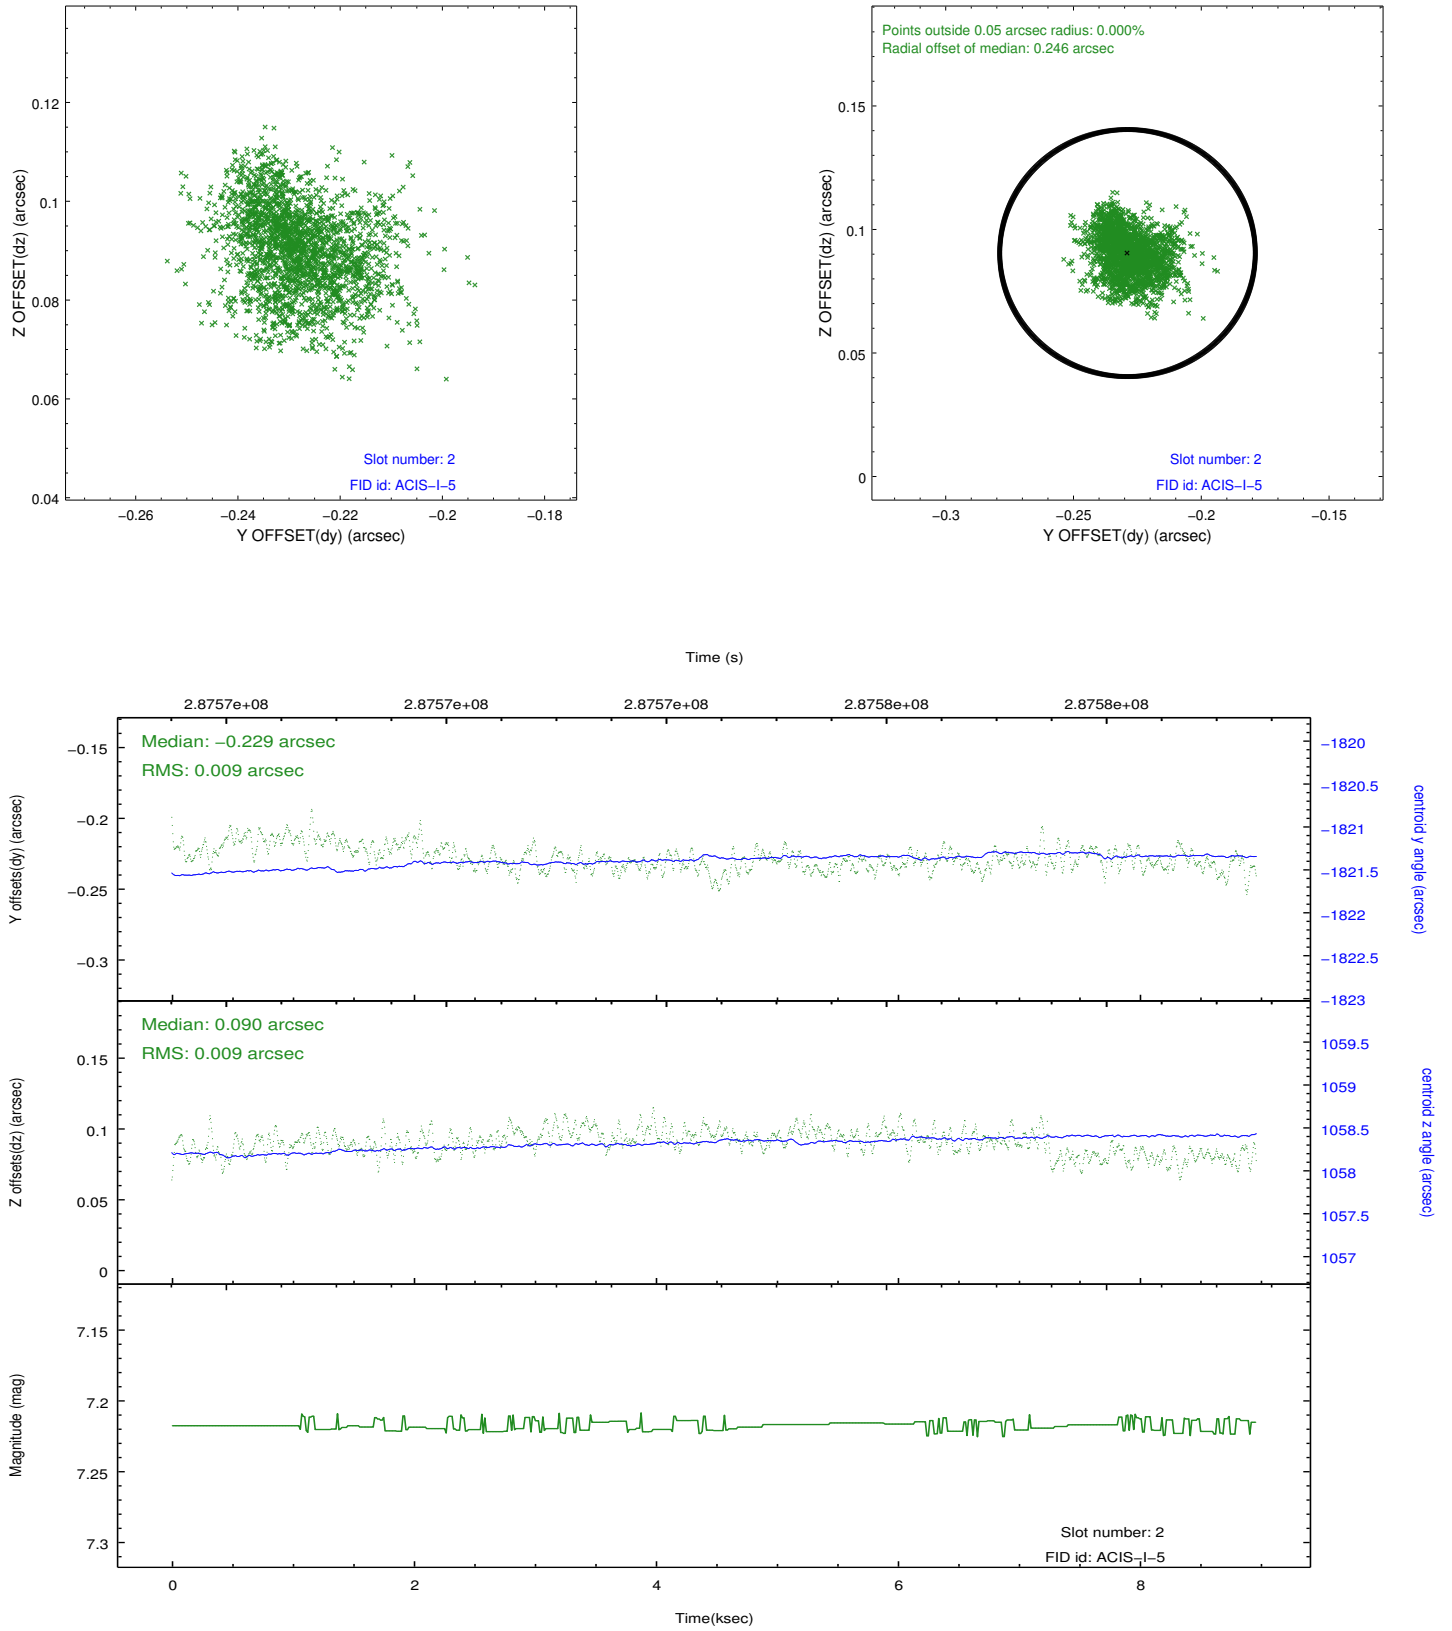 0.12
0.1
0.08
0.06
0.04
Z OFFSET(dz) (arcsec)
Slot number: 2
FID id: ACIS−I−5
−0.26 −0.24 −0.22 −0.2 −0.18
Y OFFSET(dy) (arcsec)
Points outside 0.05 arcsec radius: 0.000%
Radial offset of median: 0.246 arcsec
0.15
0.1
0.05
0
Z OFFSET(dz) (arcsec)
Slot number: 2
FID id: ACIS−I−5
−0.3 −0.25 −0.2 −0.15
Y OFFSET(dy) (arcsec)
Time (s)
2.8757e+08 2.8757e+08 2.8757e+08 2.8758e+08 2.8758e+08
Median: −0.229 arcsec
RMS: 0.009 arcsec
−0.15
−0.2
−0.25
−0.3
Y offsets(dy) (arcsec)
−1820
−1820.5
−1821
−1821.5
−1822
−1822.5
−1823
centroid y angle (arcsec)
Median: 0.090 arcsec
RMS: 0.009 arcsec
0.15
0.1
0.05
0
Z offsets(dz) (arcsec)
1059.5
1059
1058.5
1058
1057.5
1057
centroid z angle (arcsec)
7.15
7.2
7.25
7.3
Magnitude (mag)
Slot number: 2
FID id: ACIS−I−5
0 2 4 6 8
Time(ksec)